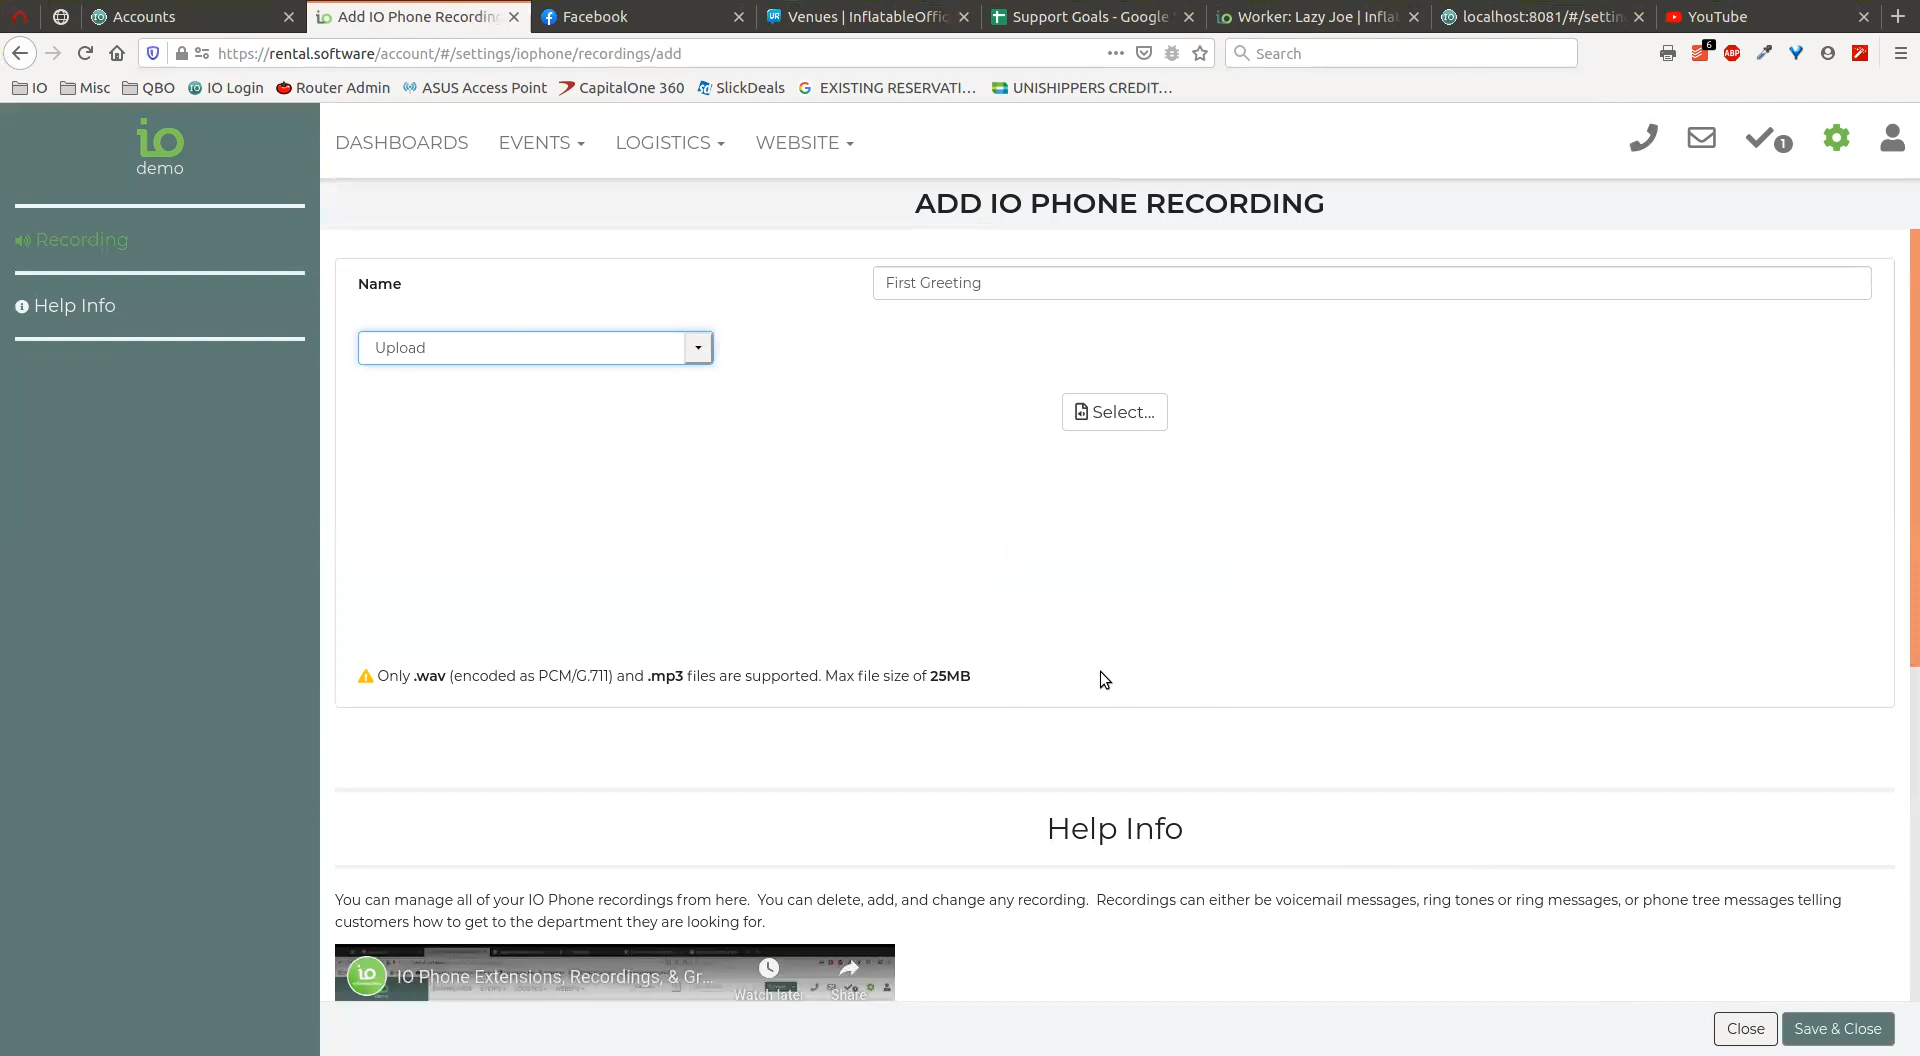 Accounts
Add IO Phone Recordin
Facebook
Venues | InflatableOffi
Support Goals - Google
Worker: Lazy Joe | Infla
localhost:8081/#/settin
YouTube
https://rental.software/account/#/settings/iophone/recordings/add
Search
6
ABP
IO
Misc
QBO
IO Login
Router Admin
ASUS Access Point
CapitalOne 360
SlickDeals
EXISTING RESERVATI...
UNISHIPPERS CREDIT...
io
demo
DASHBOARDS
EVENTS
LOGISTICS
WEBSITE
1
ADD IO PHONE RECORDING
Recording
Help Info
Name
First Greeting
Upload
Select...
Only .wav (encoded as PCM/G.711) and .mp3 files are supported. Max file size of 25MB
Help Info
You can manage all of your IO Phone recordings from here. You can delete, add, and change any recording. Recordings can either be voicemail messages, ring tones or ring messages, or phone tree messages telling
customers how to get to the department they are looking for.
io
IO Phone Extensions, Recordings, & Gr...
Watch later
Share
Close
Save & Close